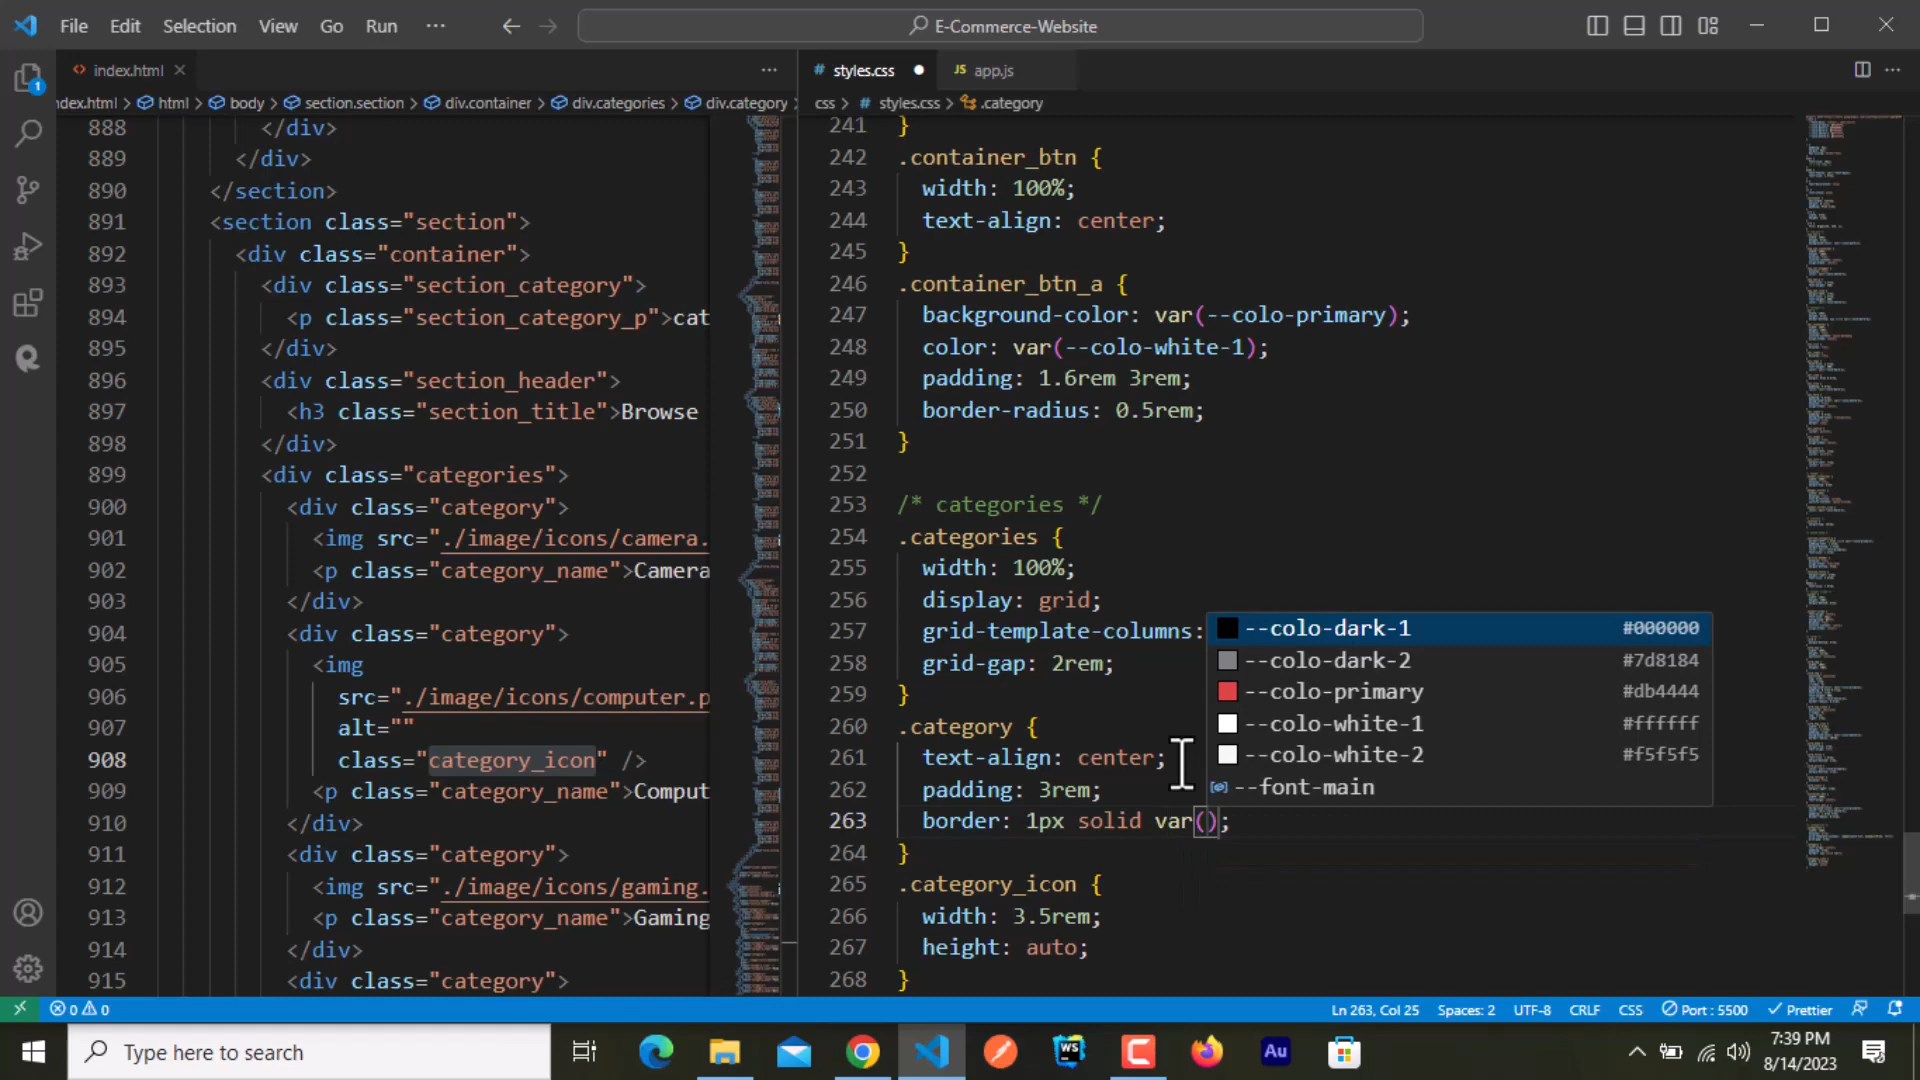 File Edit Selection View Go Run ··· E-Commerce-Website
index.html
styles.css
JS app.js
ndex.html > html > body > section.section > div.container > div.categories > div.category
css > # styles.css > .category
888 </div>
889 </div>
890 </section>
891 <section class="section">
892 <div class="container">
893 <div class="section_category">
894 <p class="section_category_p">cat
895 </div>
896 <div class="section_header">
897 <h3 class="section_title">Browse
898 </div>
899 <div class="categories">
900 <div class="category">
901 <img src="./image/icons/camera.
902 <p class="category_name">Camera
903 </div>
904 <div class="category">
905 <img
906 src="./image/icons/computer.p
907 alt=""
908 class="category_icon" />
909 <p class="category_name">Comput
910 </div>
911 <div class="category">
912 <img src="./image/icons/gaming.
913 <p class="category_name">Gaming
914 </div>
915 <div class="category">
241 }
242 .container_btn {
243 width: 100%;
244 text-align: center;
245 }
246 .container_btn_a {
247 background-color: var(--colo-primary);
248 color: var(--colo-white-1);
249 padding: 1.6rem 3rem;
250 border-radius: 0.5rem;
251 }
252
253 /* categories */
254 .categories {
255 width: 100%;
256 display: grid;
257 grid-template-columns:
258 grid-gap: 2rem;
259 }
260 .category {
261 text-align: center;
262 padding: 3rem;
263 border: 1px solid var();
264 }
265 .category_icon {
266 width: 3.5rem;
267 height: auto;
268 }
--colo-dark-1 #000000
--colo-dark-2 #7d8184
--colo-primary #db4444
--colo-white-1 #ffffff
--colo-white-2 #f5f5f5
--font-main
1
0 0
Ln 263, Col 25 Spaces: 2 UTF-8 CRLF CSS Port : 5500 Prettier
Type here to search
WS
Au
7:39 PM
8/14/2023